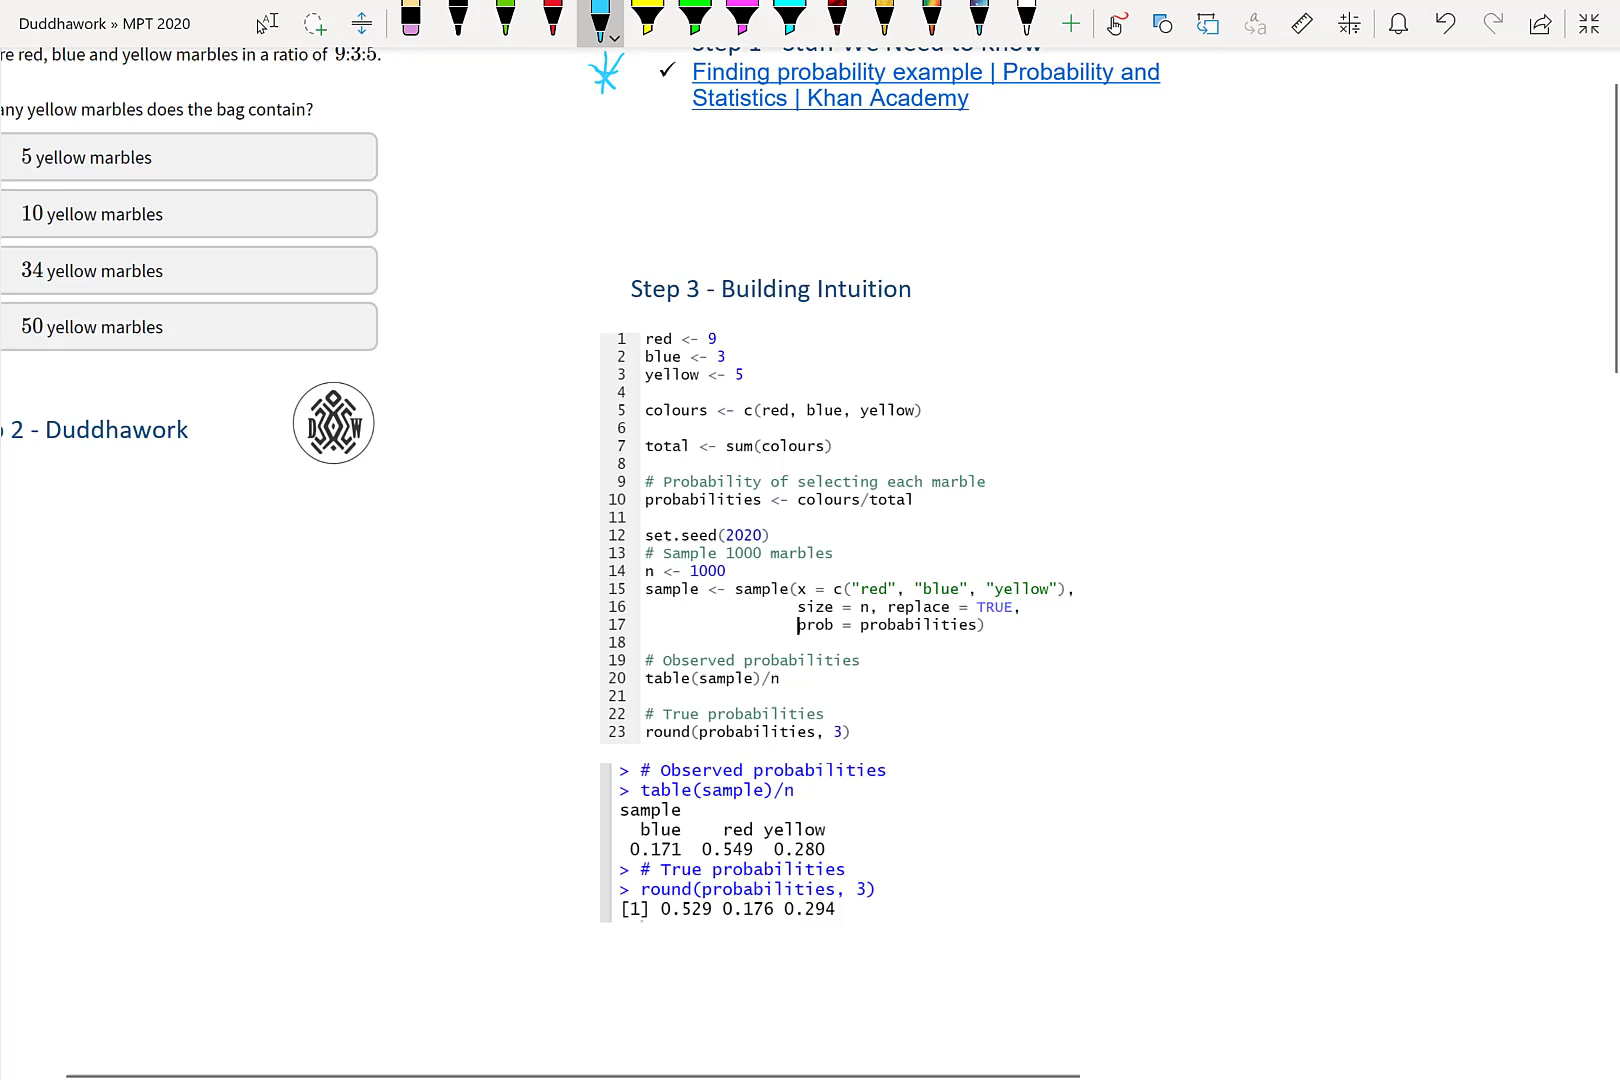 Duddhawork » MPT 2020
re red, blue and yellow marbles in a ratio of 9:3:5.
any yellow marbles does the bag contain?
5 yellow marbles
10 yellow marbles
34 yellow marbles
50 yellow marbles
2 - Duddhawork
D W
Step 1 - Stuff We Need to Know
✓ Finding probability example | Probability and
Statistics | Khan Academy
Step 3 - Building Intuition
1 red <- 9
2 blue <- 3
3 yellow <- 5
4
5 colours <- c(red, blue, yellow)
6
7 total <- sum(colours)
8
9 # Probability of selecting each marble
10 probabilities <- colours/total
11
12 set.seed(2020)
13 # Sample 1000 marbles
14 n <- 1000
15 sample <- sample(x = c("red", "blue", "yellow"),
16 size = n, replace = TRUE,
17 prob = probabilities)
18
19 # Observed probabilities
20 table(sample)/n
21
22 # True probabilities
23 round(probabilities, 3)
> # Observed probabilities
> table(sample)/n
sample
blue red yellow
0.171 0.549 0.280
> # True probabilities
> round(probabilities, 3)
[1] 0.529 0.176 0.294